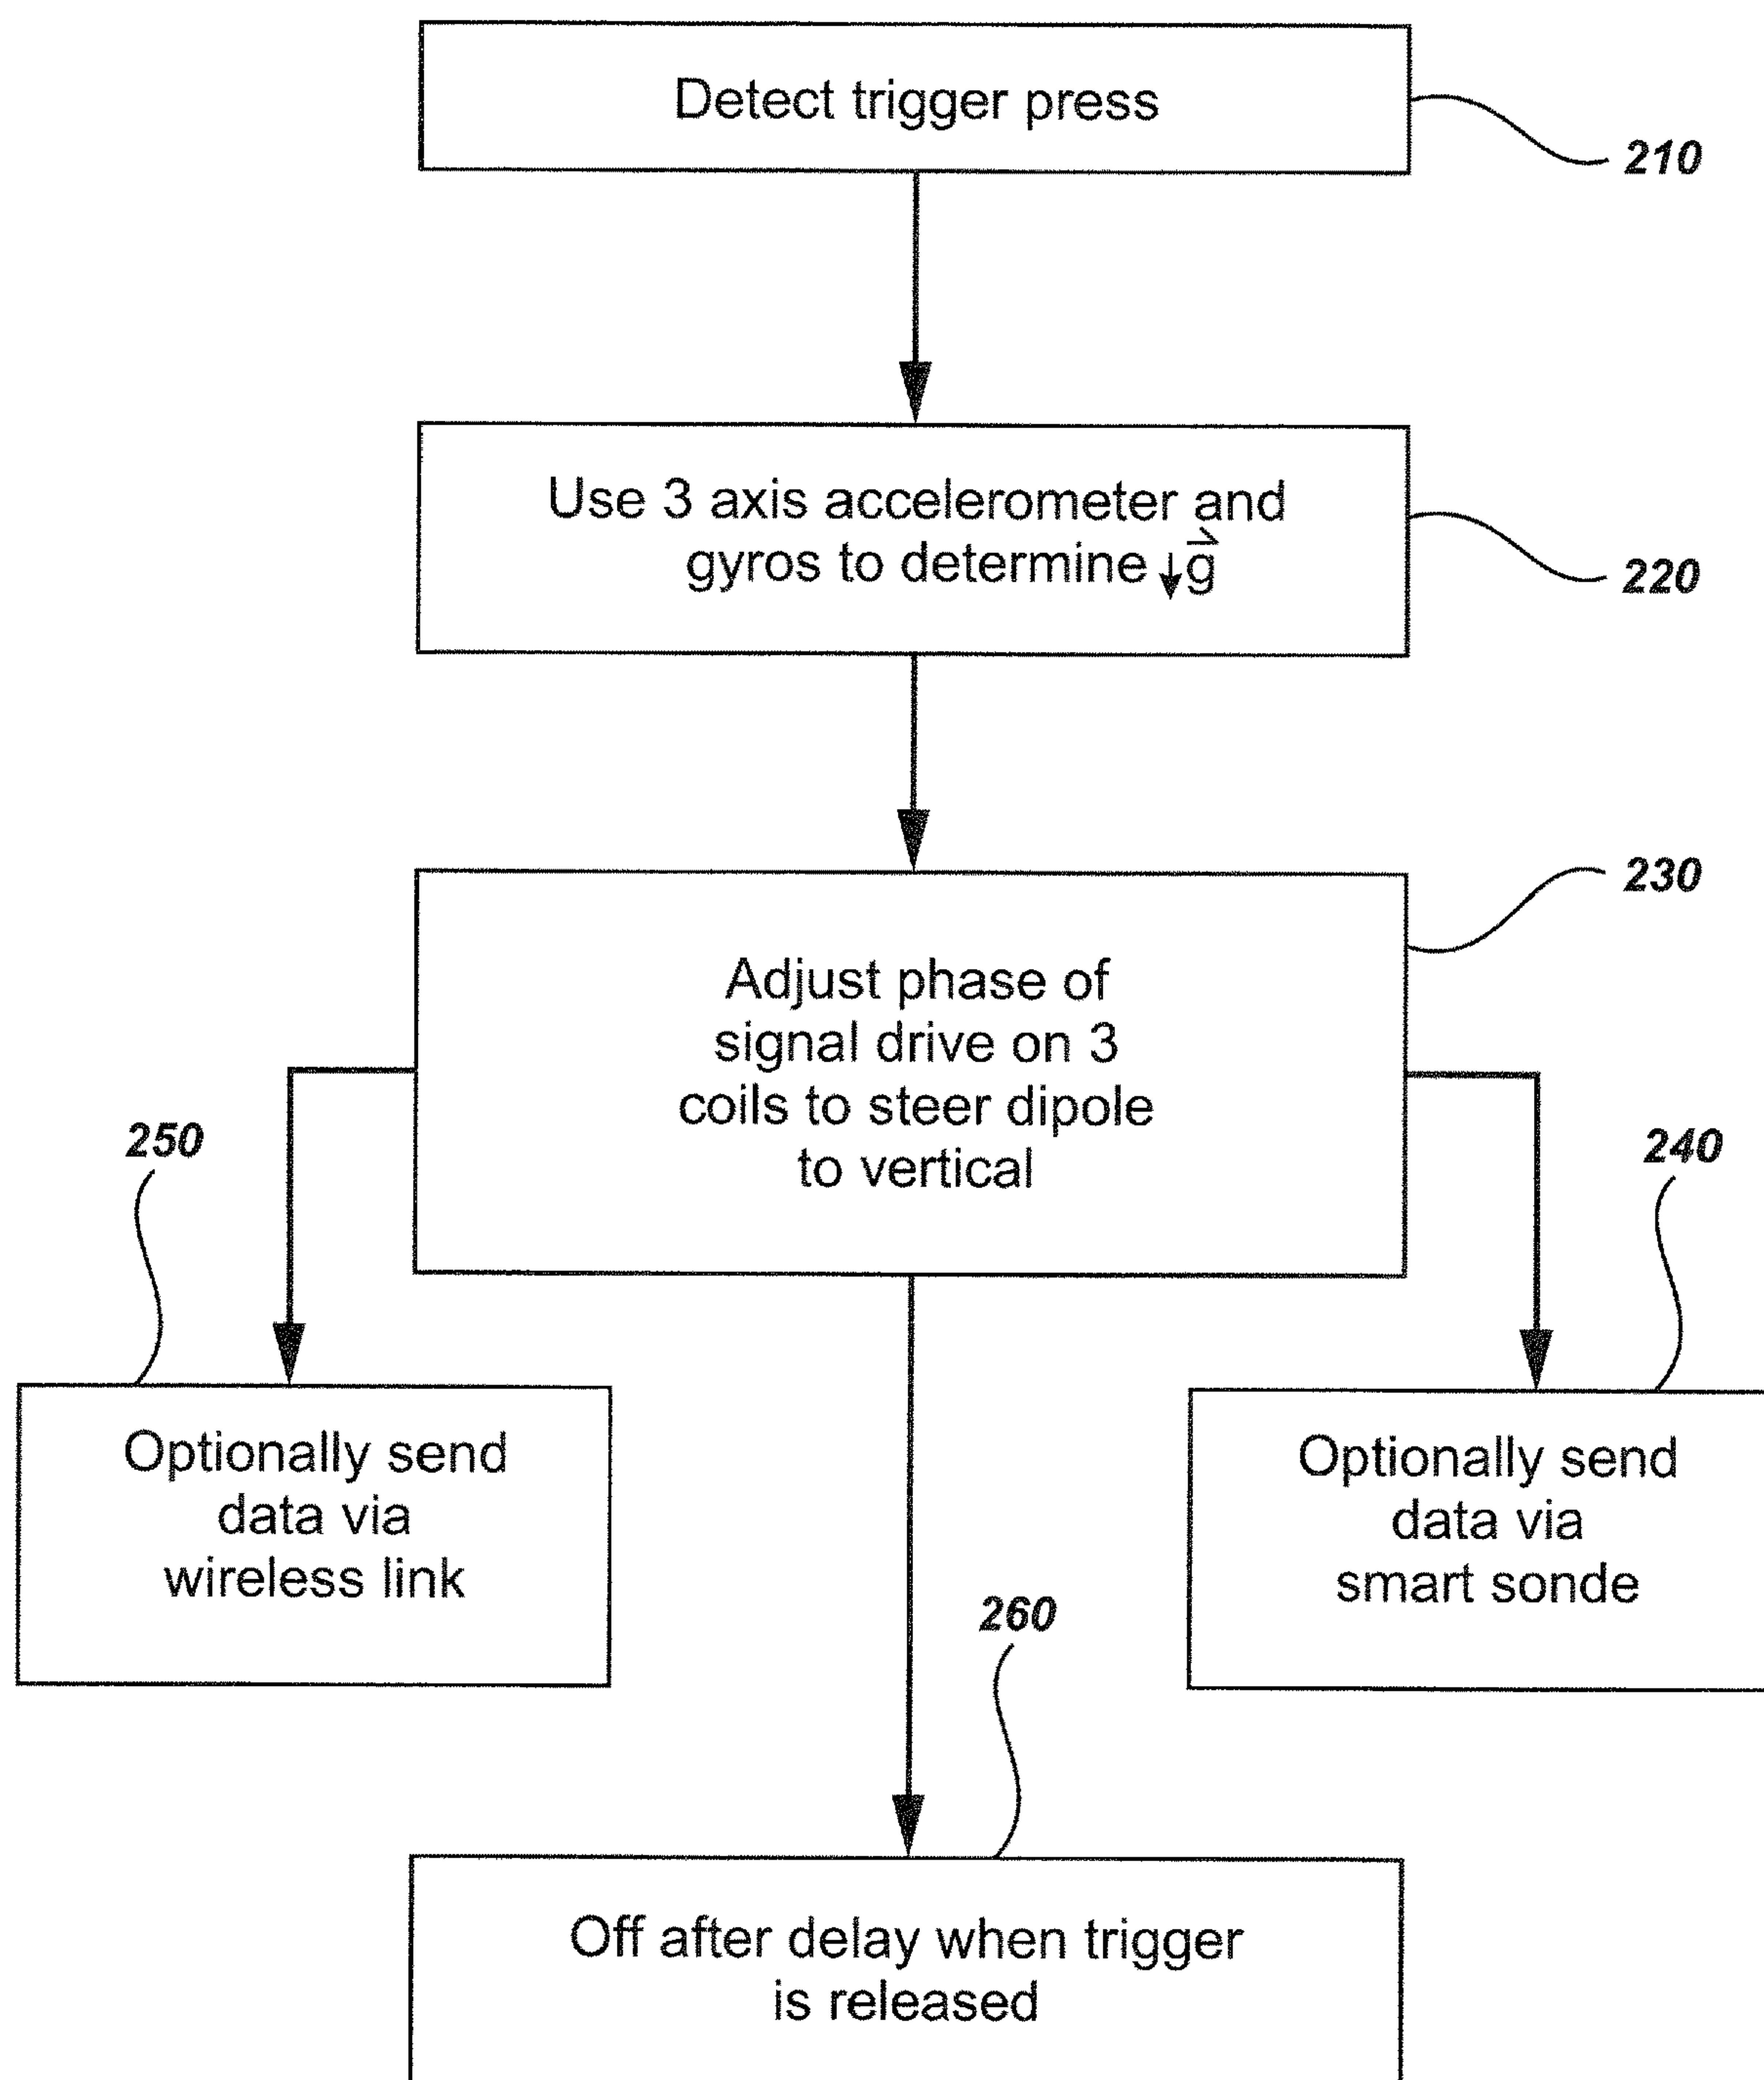 Detect trigger press
210
Use 3 axis accelerometer and
gyros to determine ↓g⃗
220
230
Adjust phase of
signal drive on 3
coils to steer dipole
to vertical
250
240
Optionally send
data via
wireless link
Optionally send
data via
smart sonde
260
Off after delay when trigger
is released